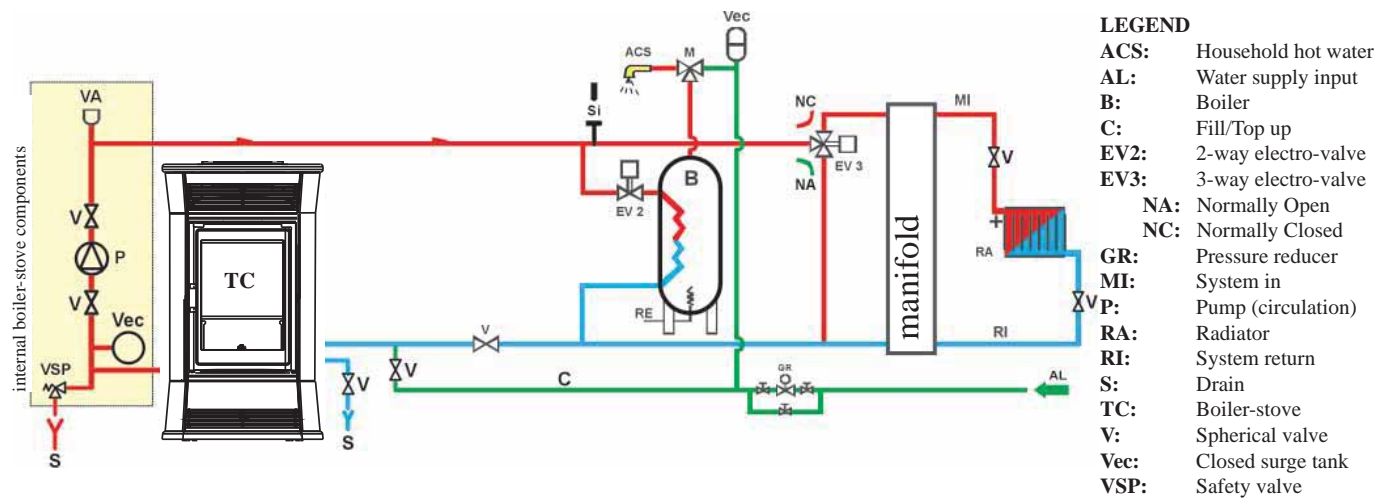 Vec
ACS
M
VA
Si
NC
MI
V
EV 3
B
NA
EV 2
V
P
TC
V
+
RA
manifold
internal boiler-stove components
Vec
V
RE
V
RI
VSP
V
V
GR
C
AL
S
S
LEGEND
ACS: Household hot water
AL: Water supply input
B: Boiler
C: Fill/Top up
EV2: 2-way electro-valve
EV3: 3-way electro-valve
NA: Normally Open
NC: Normally Closed
GR: Pressure reducer
MI: System in
P: Pump (circulation)
RA: Radiator
RI: System return
S: Drain
TC: Boiler-stove
V: Spherical valve
Vec: Closed surge tank
VSP: Safety valve